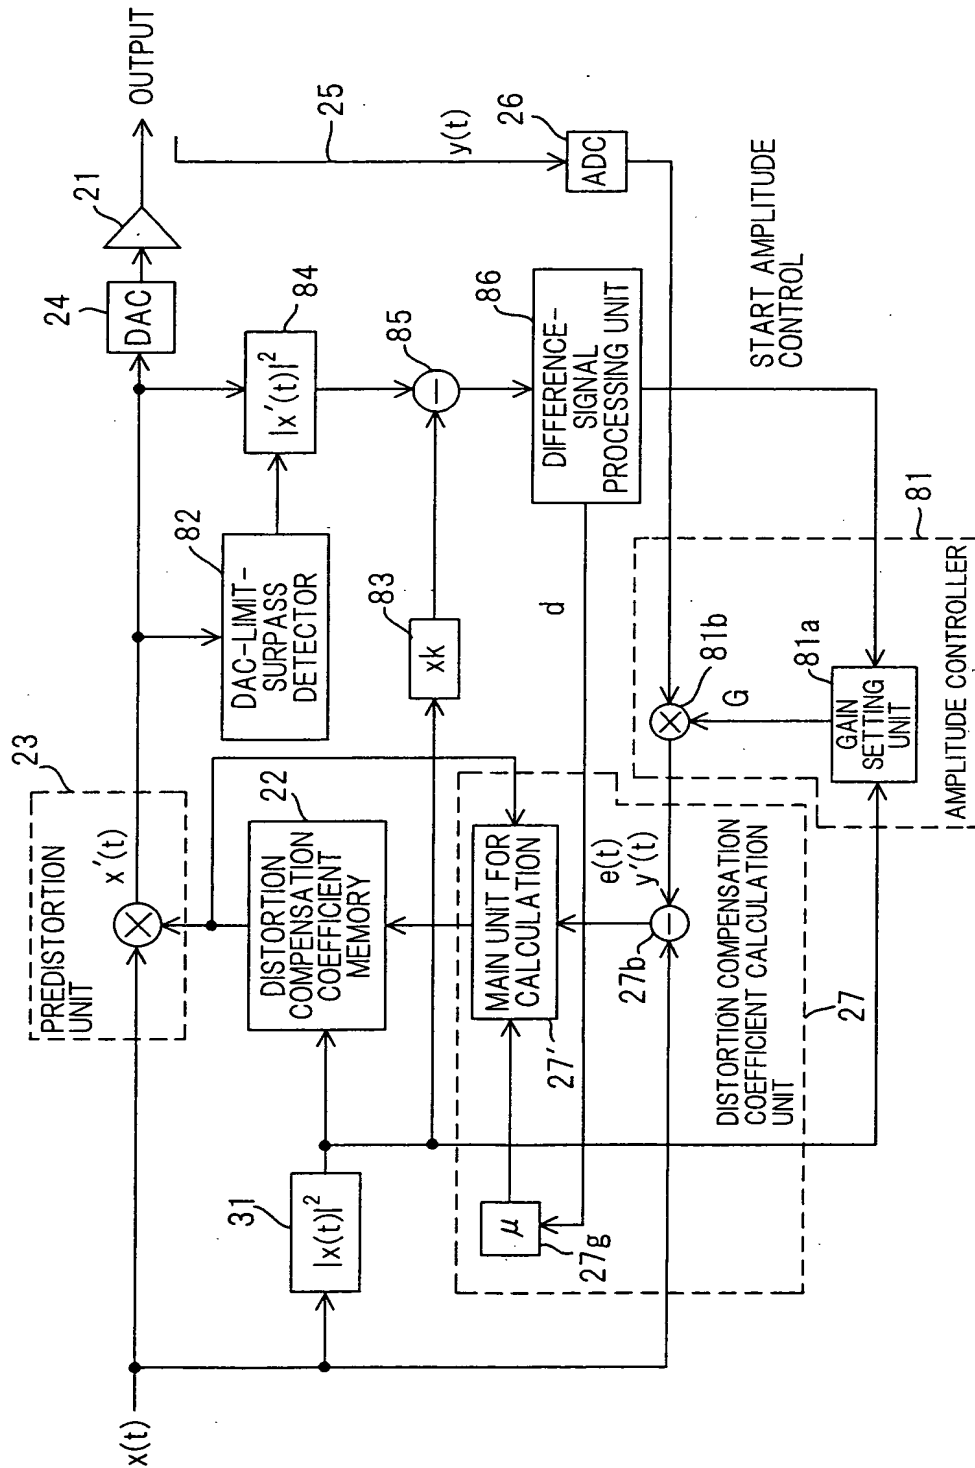 x(t)
PREDISTORTION
UNIT
23
x'(t)
24
DAC
21
OUTPUT
31
|x(t)|²
22
DISTORTION
COMPENSATION
COEFFICIENT
MEMORY
82
DAC-LIMIT-
SURPASS
DETECTOR
84
|x'(t)|²
25
y(t)
83
xk
85
−
26
ADC
μ
27g
MAIN UNIT FOR
CALCULATION
27'
86
DIFFERENCE-
SIGNAL
PROCESSING UNIT
d
e(t)
y'(t)
27b
−
81b
G
81a
GAIN
SETTING
UNIT
START AMPLITUDE
CONTROL
DISTORTION COMPENSATION
COEFFICIENT CALCULATION
UNIT
27
81
AMPLITUDE CONTROLLER